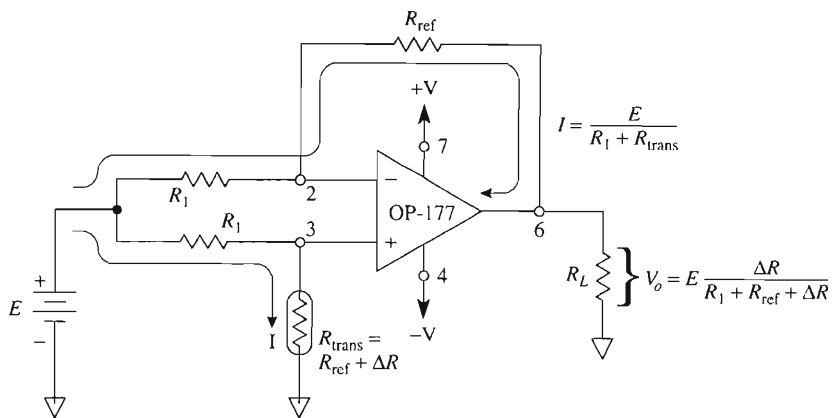 R_ref
+V
I = E / (R_1 + R_trans)
7
R_1
2
−
OP-177
R_1
3
+
6
4
R_L } V_o = E ΔR / (R_1 + R_ref + ΔR)
+
E
−
I
R_trans =
R_ref + ΔR
−V